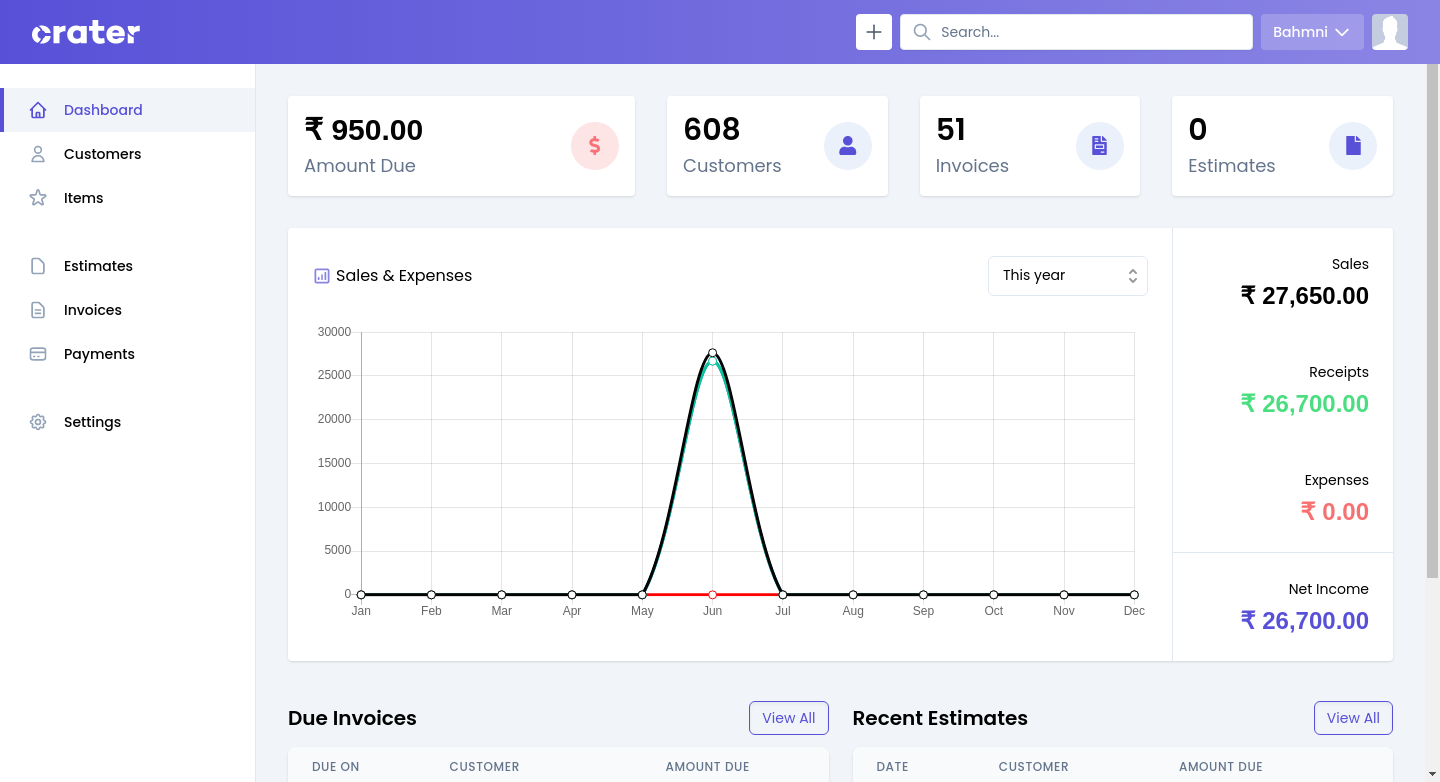 crater
Search...
Bahmni
Dashboard
Customers
Items
Estimates
Invoices
Payments
Settings
₹ 950.00
Amount Due
608
Customers
51
Invoices
0
Estimates
Sales & Expenses
This year
30000
25000
20000
15000
10000
5000
0
Jan Feb Mar Apr May Jun Jul Aug Sep Oct Nov Dec
Sales
₹ 27,650.00
Receipts
₹ 26,700.00
Expenses
₹ 0.00
Net Income
₹ 26,700.00
Due Invoices
View All
DUE ON CUSTOMER AMOUNT DUE
Recent Estimates
View All
DATE CUSTOMER AMOUNT DUE